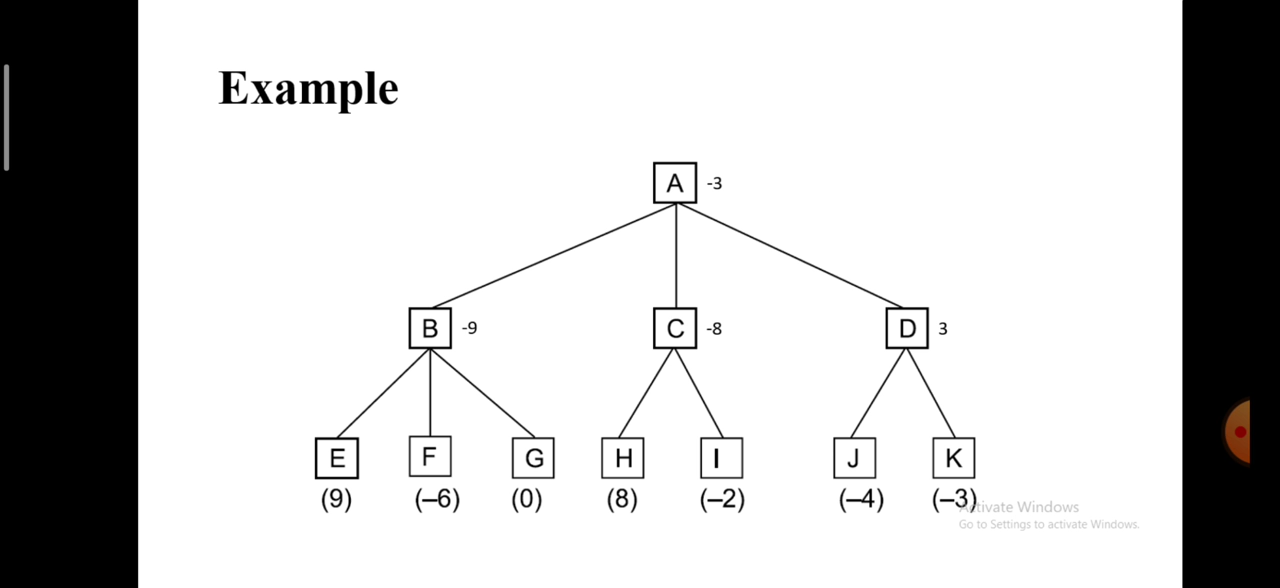 Example
A -3
B -9 C -8 D 3
E F G H I J K
(9) (–6) (0) (8) (–2) (–4) (–3)
Activate Windows
Go to Settings to activate Windows.